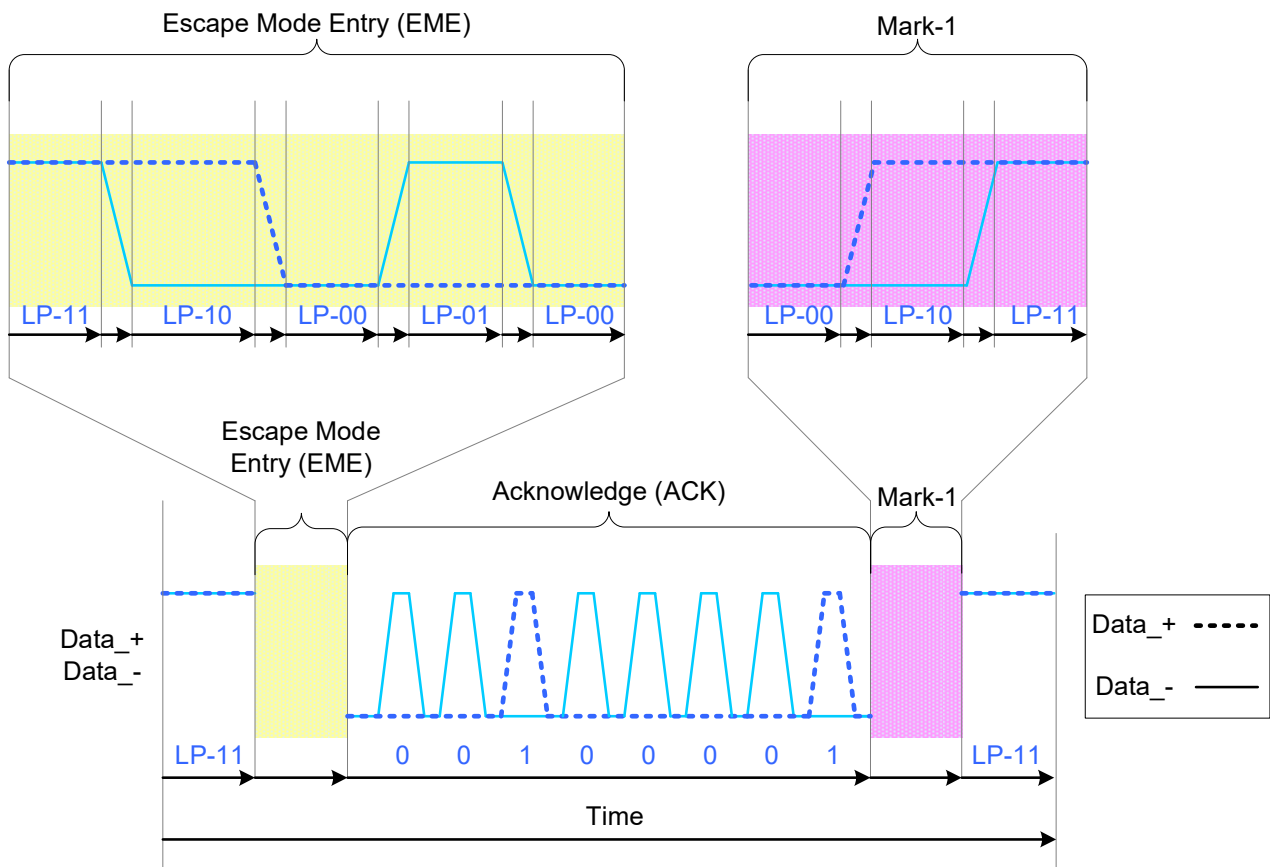 Escape Mode Entry (EME)
Mark-1
LP-11 LP-10 LP-00 LP-01 LP-00
LP-00 LP-10 LP-11
Escape Mode
Entry (EME)
Acknowledge (ACK)
Mark-1
Data_+
Data_-
Data_+
Data_-
LP-11 0 0 1 0 0 0 0 1 LP-11
Time